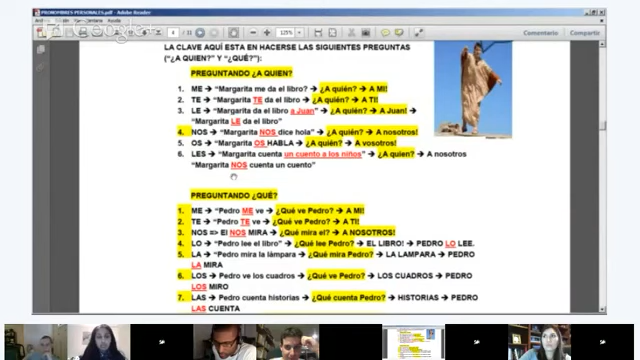 PRONOMBRES PERSONALES.pdf - Adobe Reader
125%
Comentario
Compartir
LA CLAVE AQUÍ ESTA EN HACERSE LAS SIGUIENTES PREGUNTAS
("¿A QUIEN?" Y "¿QUÉ?"):
PREGUNTANDO ¿A QUIEN?
1. ME → "Margarita me da el libro? → ¿A quién? → A Mi!
2. TE → "Margarita TE da el libro" → ¿A quién? → A TI!
3. LE → "Margarita da el libro a Juan" → ¿A quién? → A Juan! →
"Margarita LE da el libro"
4. NOS → "Margarita NOS dice hola" → ¿A quién? → A nosotros!
5. OS → "Margarita OS HABLA → ¿A quién? → A vosotros!
6. LES → "Margarita cuenta un cuento a los niños" → ¿A quien? → A nosotros
"Margarita NOS cuenta un cuento"
PREGUNTANDO ¿QUÉ?
1. ME → "Pedro ME ve → ¿Qué ve Pedro? → A MI!
2. TE → "Pedro TE ve → ¿Qué ve Pedro? → A TI!
3. NOS => El NOS MIRA → ¿Qué mira el? → A NOSOTROS!
4. LO → "Pedro lee el libro" → ¿Qué lee Pedro? → EL LIBRO! → PEDRO LO LEE.
5. LA → "Pedro mira la lámpara → ¿Qué mira Pedro? → LA LAMPARA → PEDRO
LA MIRA
6. LOS → Pedro ve los cuadros → ¿Qué ve Pedro? → LOS CUADROS → PEDRO
LOS MIRO
7. LAS → Pedro cuenta historias → ¿Qué cuenta Pedro? → HISTORIAS → PEDRO
LAS CUENTA